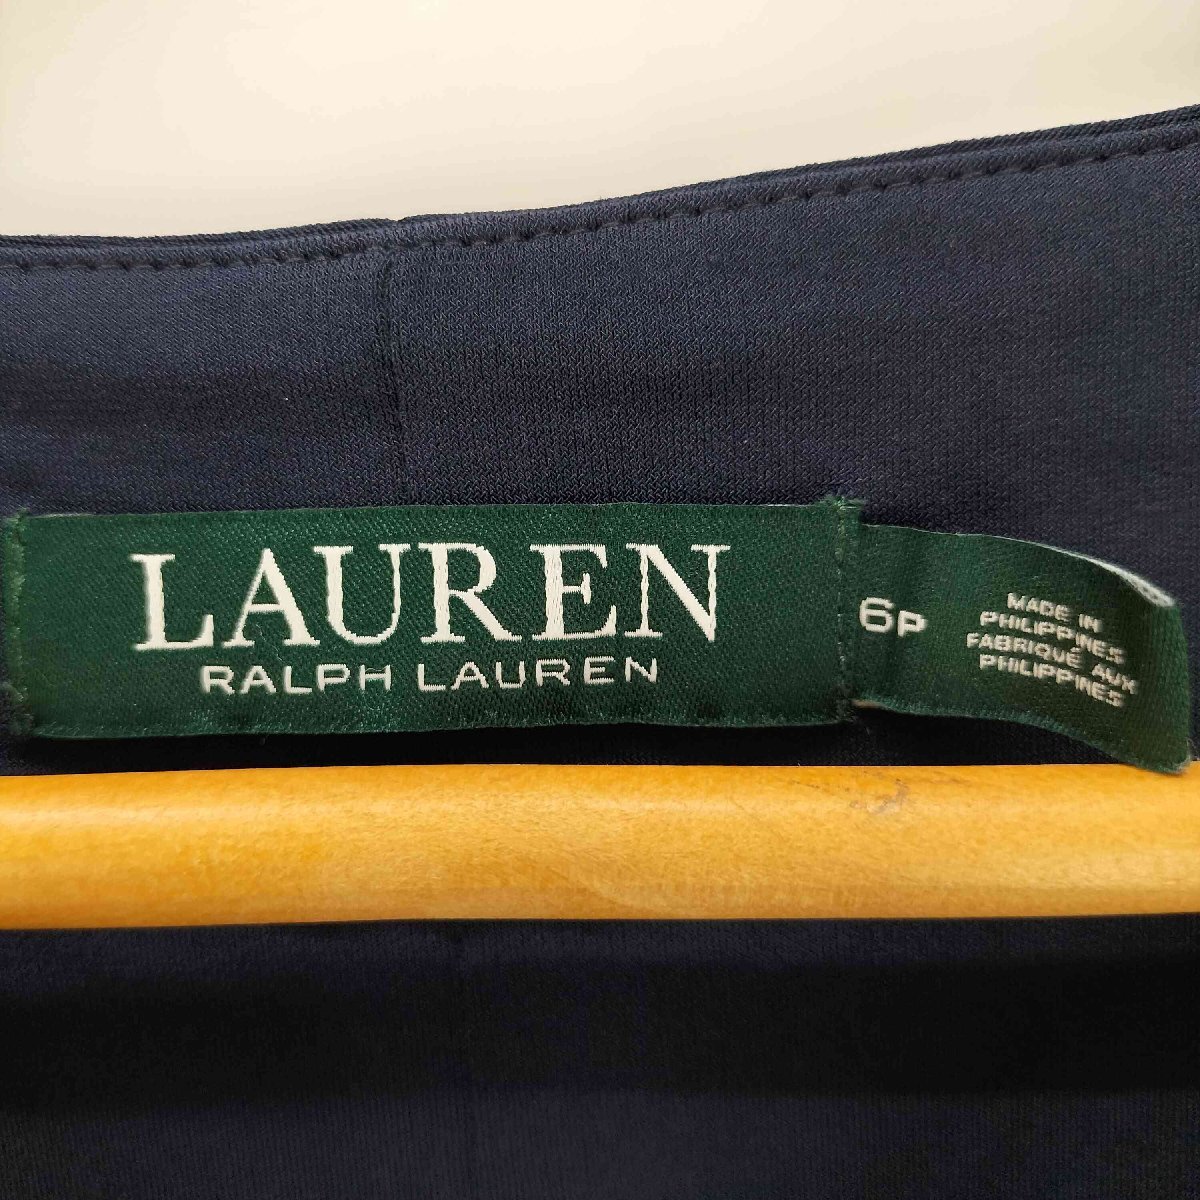 LAUREN
RALPH LAUREN
6P
MADE IN
PHILIPPINES
FABRIQUÉ AUX
PHILIPPINES